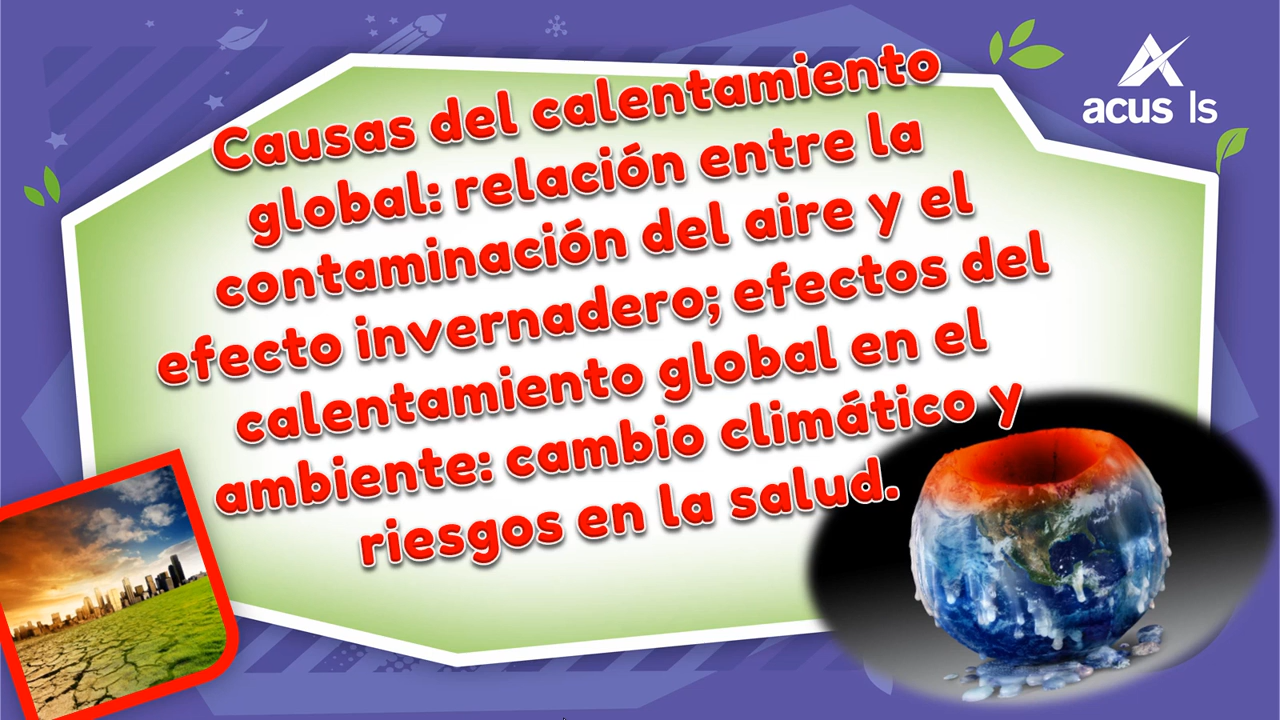 Causas del calentamiento
global: relación entre la
contaminación del aire y el
efecto invernadero; efectos del
calentamiento global en el
ambiente: cambio climático y
riesgos en la salud.
acus ls